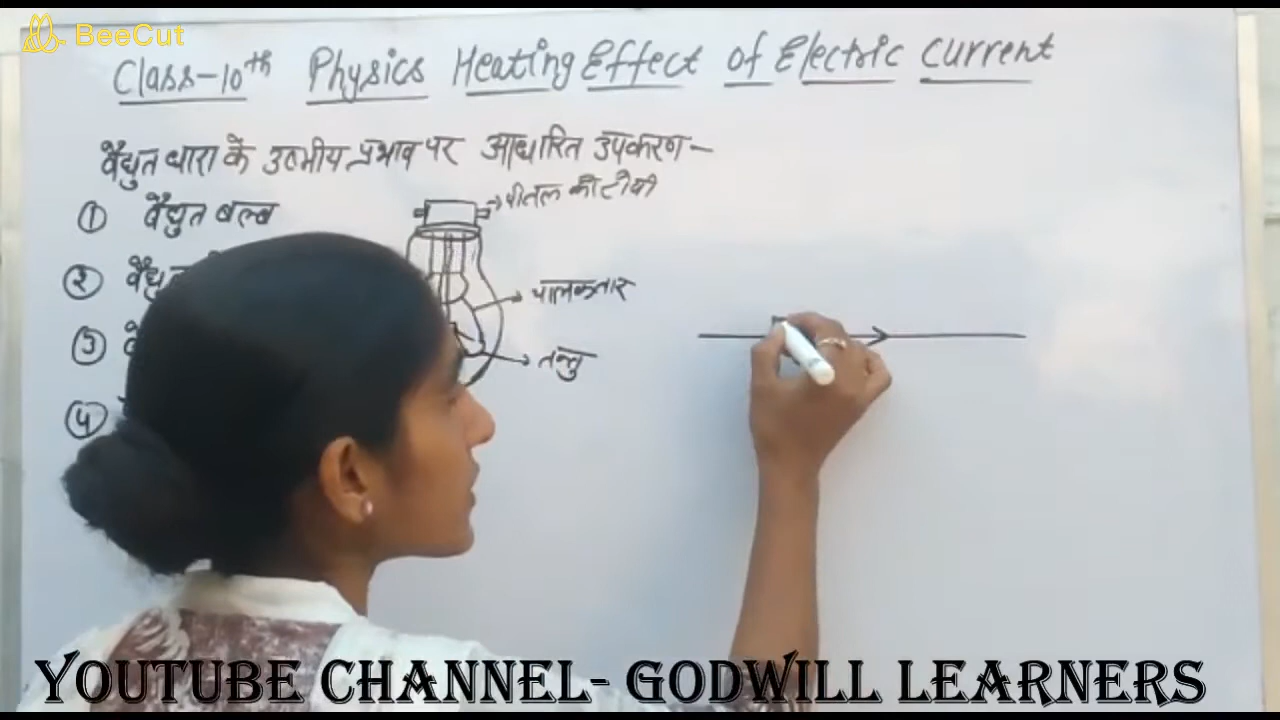 BeeCut
Class-10th Physics Heating Effect of Electric Current
वैद्युत धारा के उष्मीय प्रभाव पर आधारित उपकरण-
① वैद्युत बल्ब
पीतल की टोपी
②
चालकतार
③
तन्तु
④
YOUTUBE CHANNEL- GODWILL LEARNERS